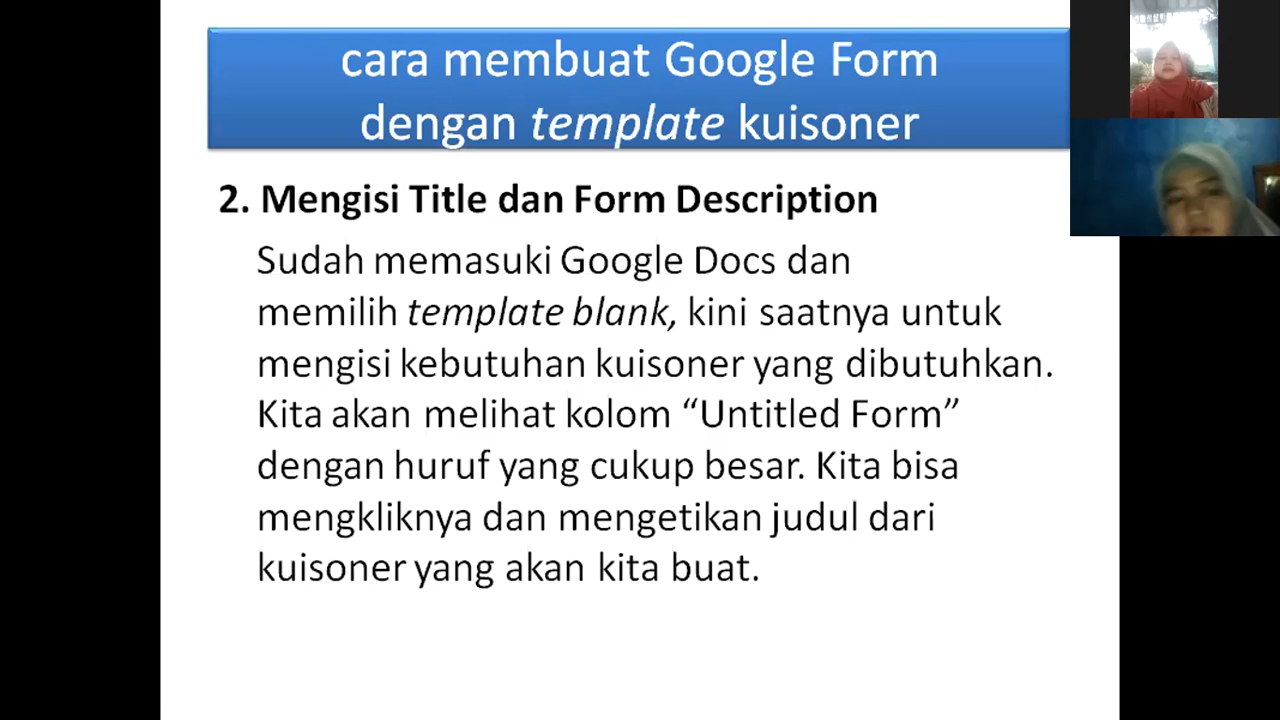 cara membuat Google Form
dengan template kuisoner
2. Mengisi Title dan Form Description
Sudah memasuki Google Docs dan
memilih template blank, kini saatnya untuk
mengisi kebutuhan kuisoner yang dibutuhkan.
Kita akan melihat kolom “Untitled Form”
dengan huruf yang cukup besar. Kita bisa
mengkliknya dan mengetikan judul dari
kuisoner yang akan kita buat.